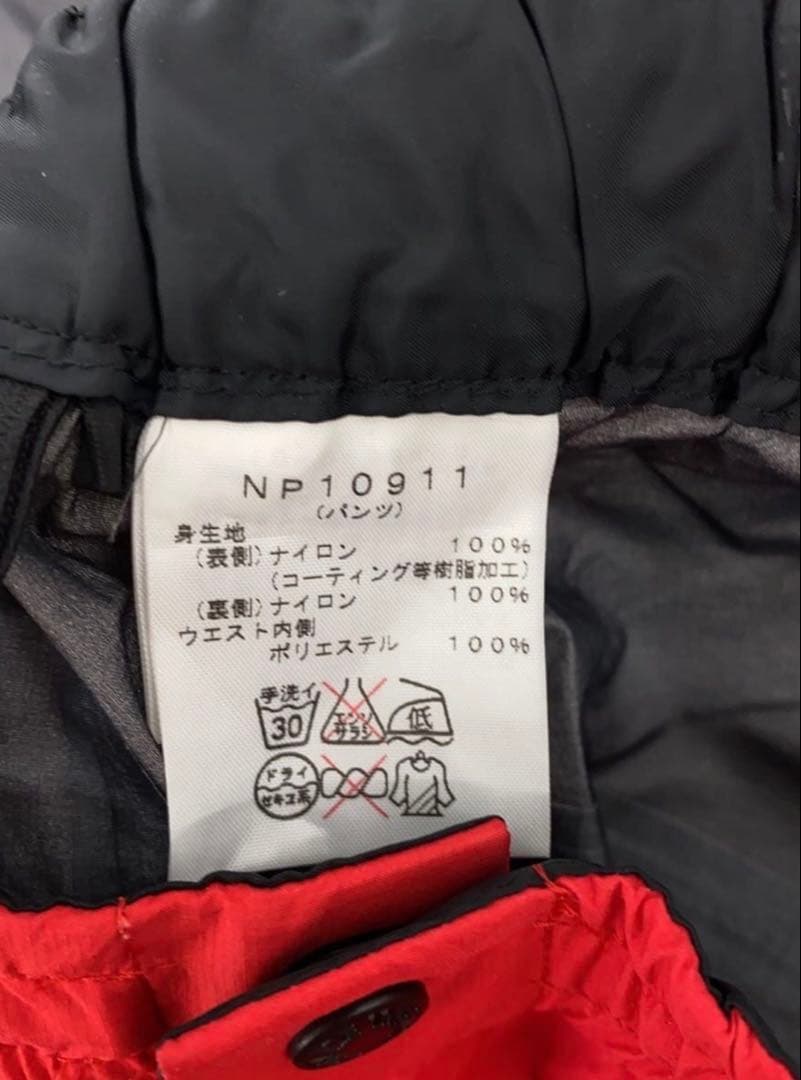 NP10911
(パンツ)
身生地
(表側)ナイロン 100%
(コーティング等樹脂加工)
(裏側)ナイロン 100%
ウエスト内側
ポリエステル 100%
手洗イ
30
エンソ
サラシ
低
ドライ
セキユ系